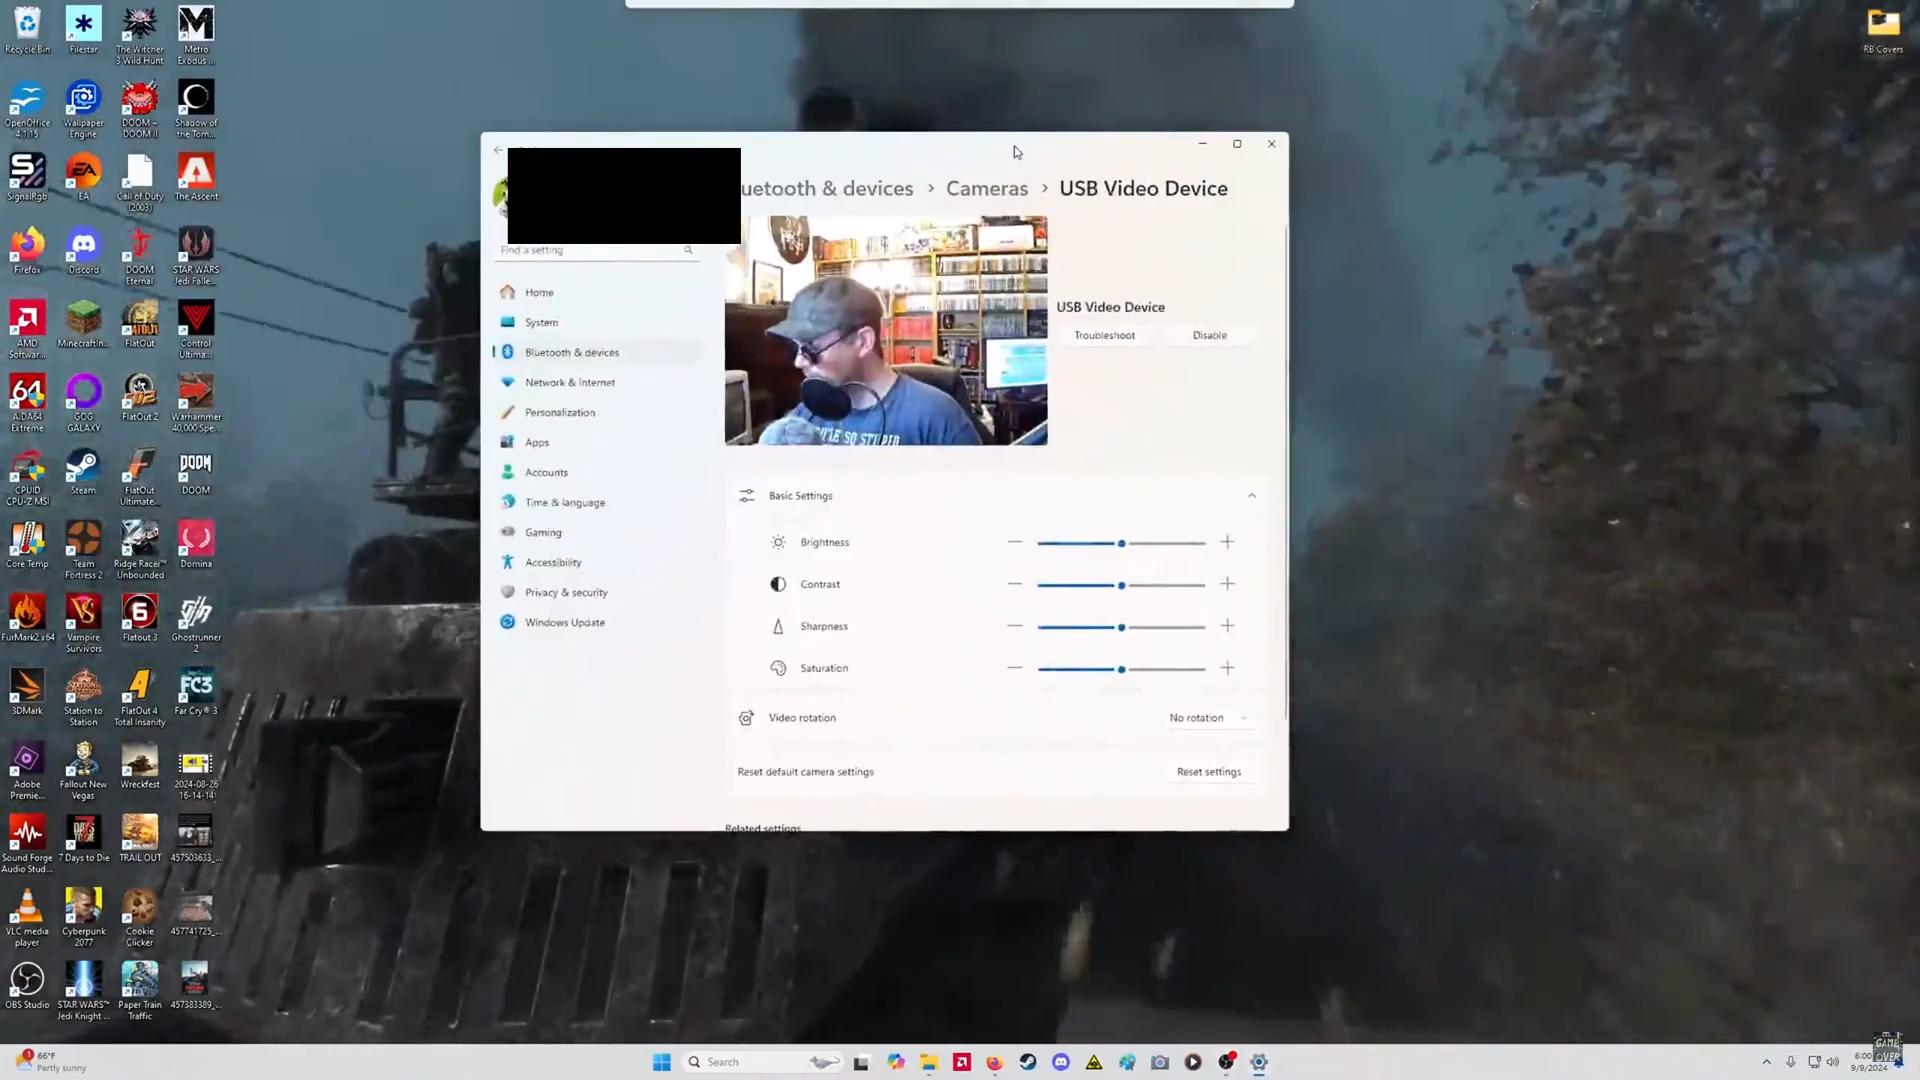 Recycle Bin
Filestar
The Witcher
3 Wild Hunt
Metro
Exodus ...
RB Covers
OpenOffice
4.1.15
Wallpaper
Engine
DOOM +
DOOM II
Shadow of
the Tom...
SignalRgb
EA
Call of Duty
(2003)
The Ascent
Firefox
Discord
DOOM
Eternal
STAR WARS
Jedi Falle...
AMD
Softwar...
MinecraftIn...
FlatOut
Control
Ultima...
AIDA64
Extreme
GOG
GALAXY
FlatOut 2
Warhammer
40,000 Spe...
CPUID
CPU-Z MSI
Steam
FlatOut
Ultimate...
DOOM
Core Temp
Team
Fortress 2
Ridge Racer™
Unbounded
Domina
FurMark2 x64
Vampire
Survivors
Flatout 3
Ghostrunner
2
3DMark
Station to
Station
FlatOut 4
Total Insanity
Far Cry® 3
Adobe
Premie...
Fallout New
Vegas
Wreckfest
2024-08-26
16-14-14
Sound Forge
Audio Stud...
7 Days to Die
TRAIL OUT
457503633_...
VLC media
player
Cyberpunk
2077
Cookie
Clicker
457741725_...
OBS Studio
STAR WARS™
Jedi Knight ...
Paper Train
Traffic
457383389_...
uetooth & devices › Cameras › USB Video Device
Find a setting
Home
System
Bluetooth & devices
Network & internet
Personalization
Apps
Accounts
Time & language
Gaming
Accessibility
Privacy & security
Windows Update
USB Video Device
Troubleshoot
Disable
Basic Settings
Brightness
Contrast
Sharpness
Saturation
Video rotation
No rotation
Reset default camera settings
Reset settings
Related settings
66°F
Partly sunny
Search
6:00
9/9/2024
GAME
OVER